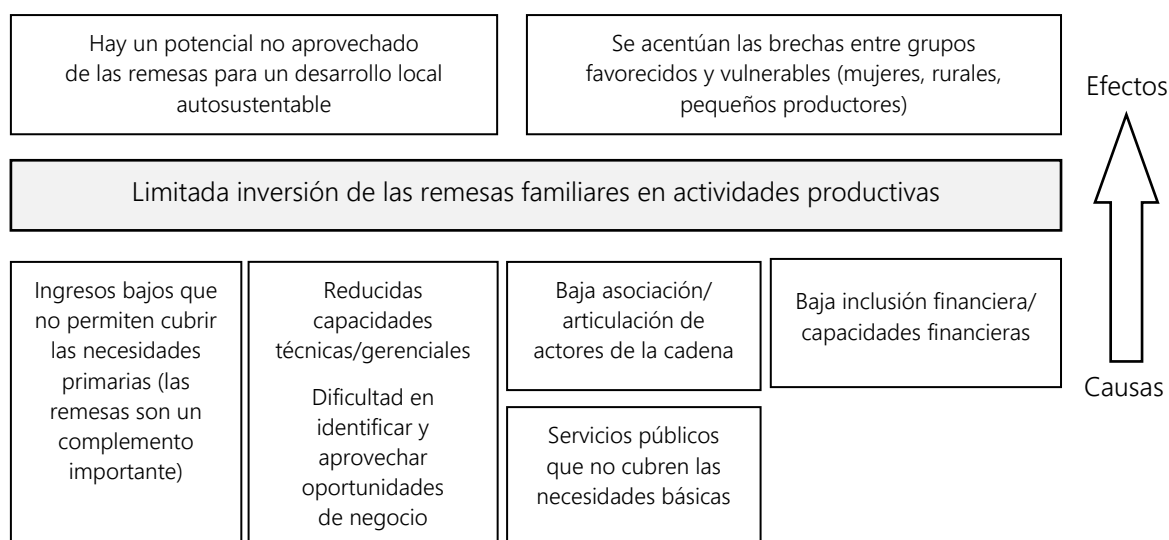 Hay un potencial no aprovechado
de las remesas para un desarrollo local
autosustentable
Se acentúan las brechas entre grupos
favorecidos y vulnerables (mujeres, rurales,
pequeños productores)
Efectos
Limitada inversión de las remesas familiares en actividades productivas
Ingresos bajos que
no permiten cubrir
las necesidades
primarias (las
remesas son un
complemento
importante)
Reducidas
capacidades
técnicas/gerenciales
Dificultad en
identificar y
aprovechar
oportunidades
de negocio
Baja asociación/
articulación de
actores de la cadena
Servicios públicos
que no cubren las
necesidades básicas
Baja inclusión financiera/
capacidades financieras
Causas